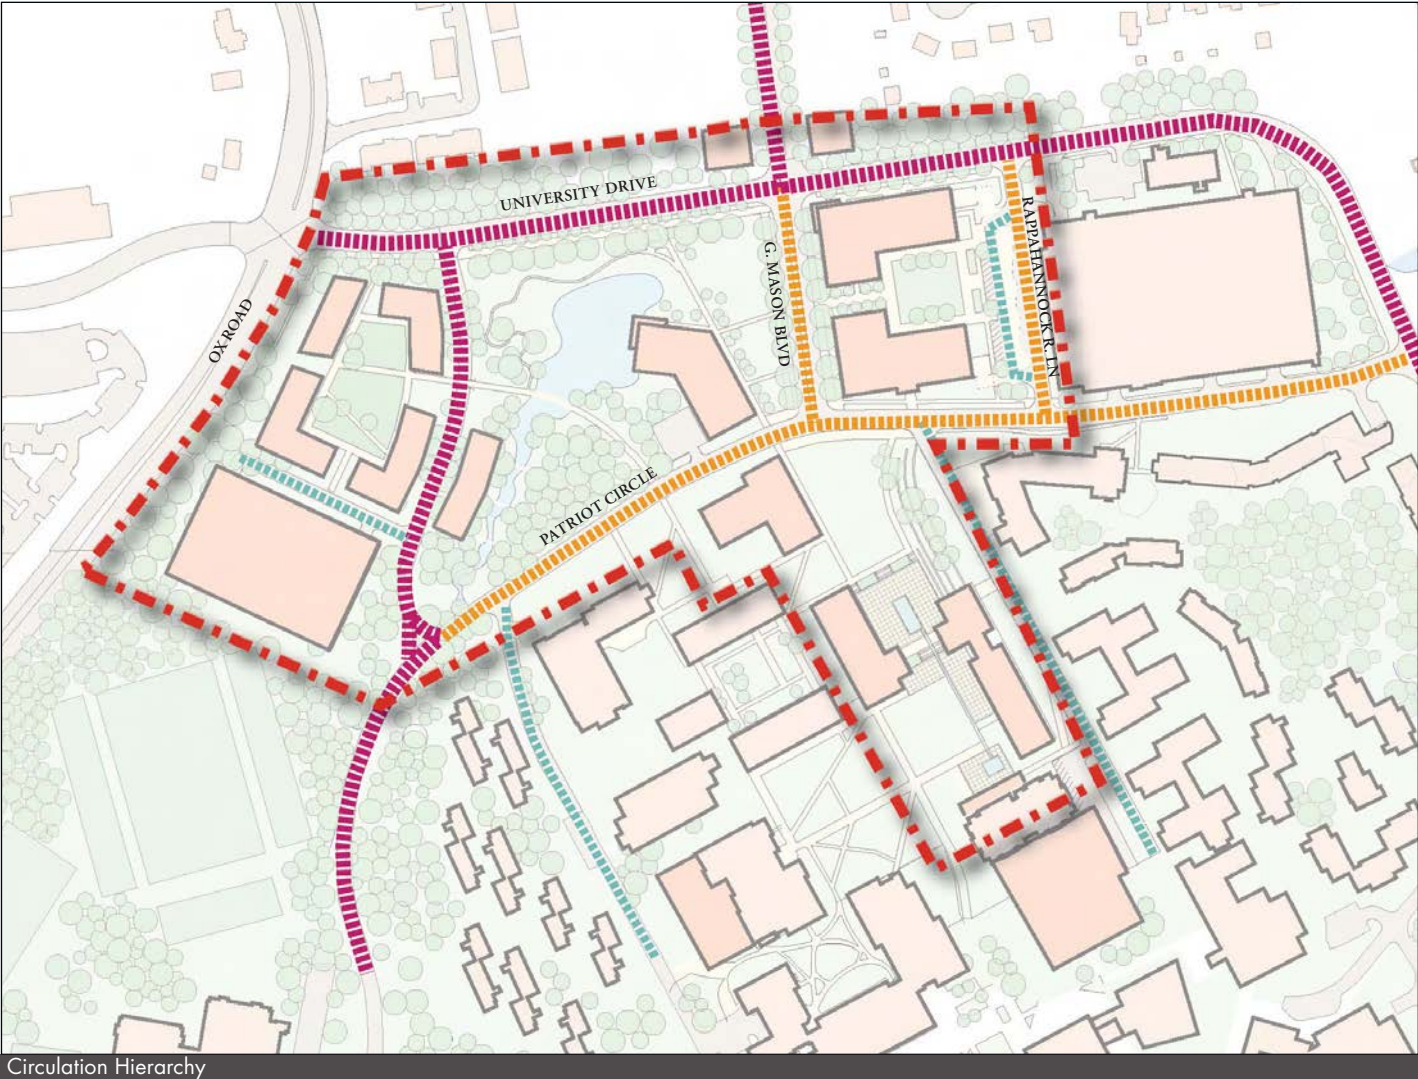 UNIVERSITY DRIVE
G. MASON BLVD
RAPPAHANNOCK R. LN
OX ROAD
PATRIOT CIRCLE
Circulation Hierarchy